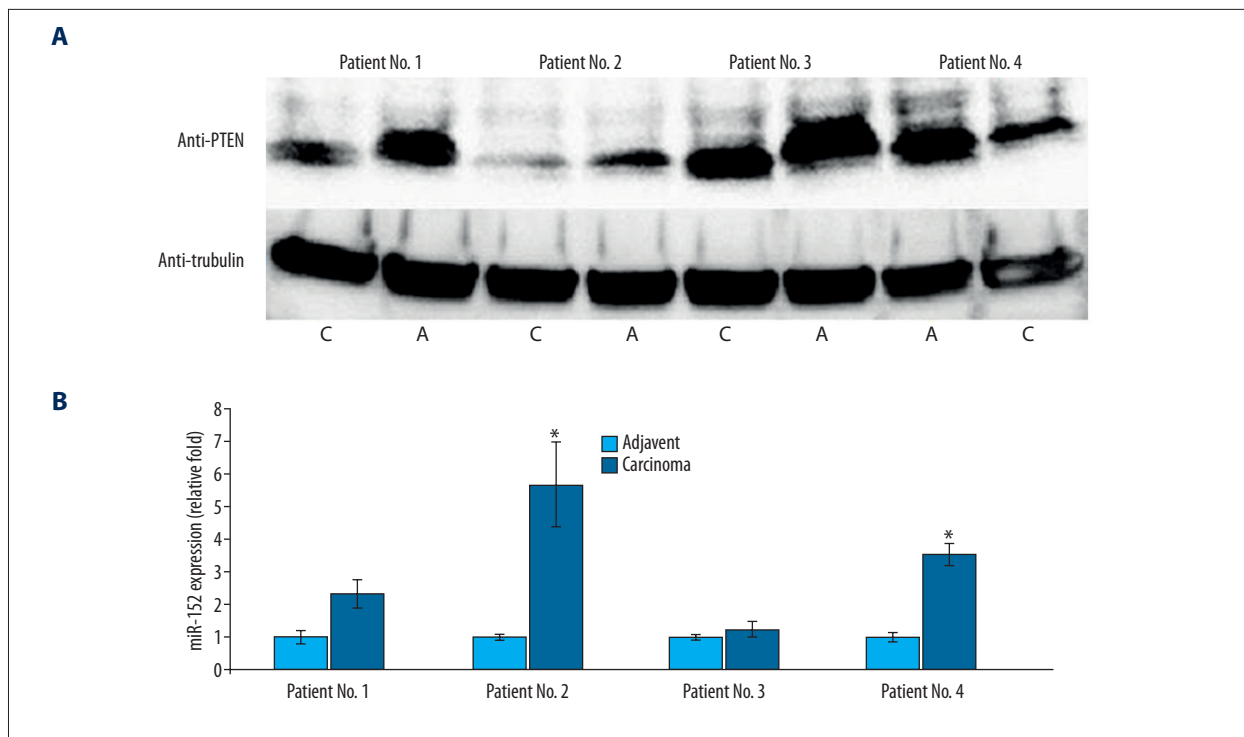 A
Patient No. 1 Patient No. 2 Patient No. 3 Patient No. 4
Anti-PTEN
Anti-trubulin
C A C A C A A C
B
miR-152 expression (relative fold)
8
7
6
5
4
3
2
1
0
*
*
Adjavent
Carcinoma
Patient No. 1 Patient No. 2 Patient No. 3 Patient No. 4